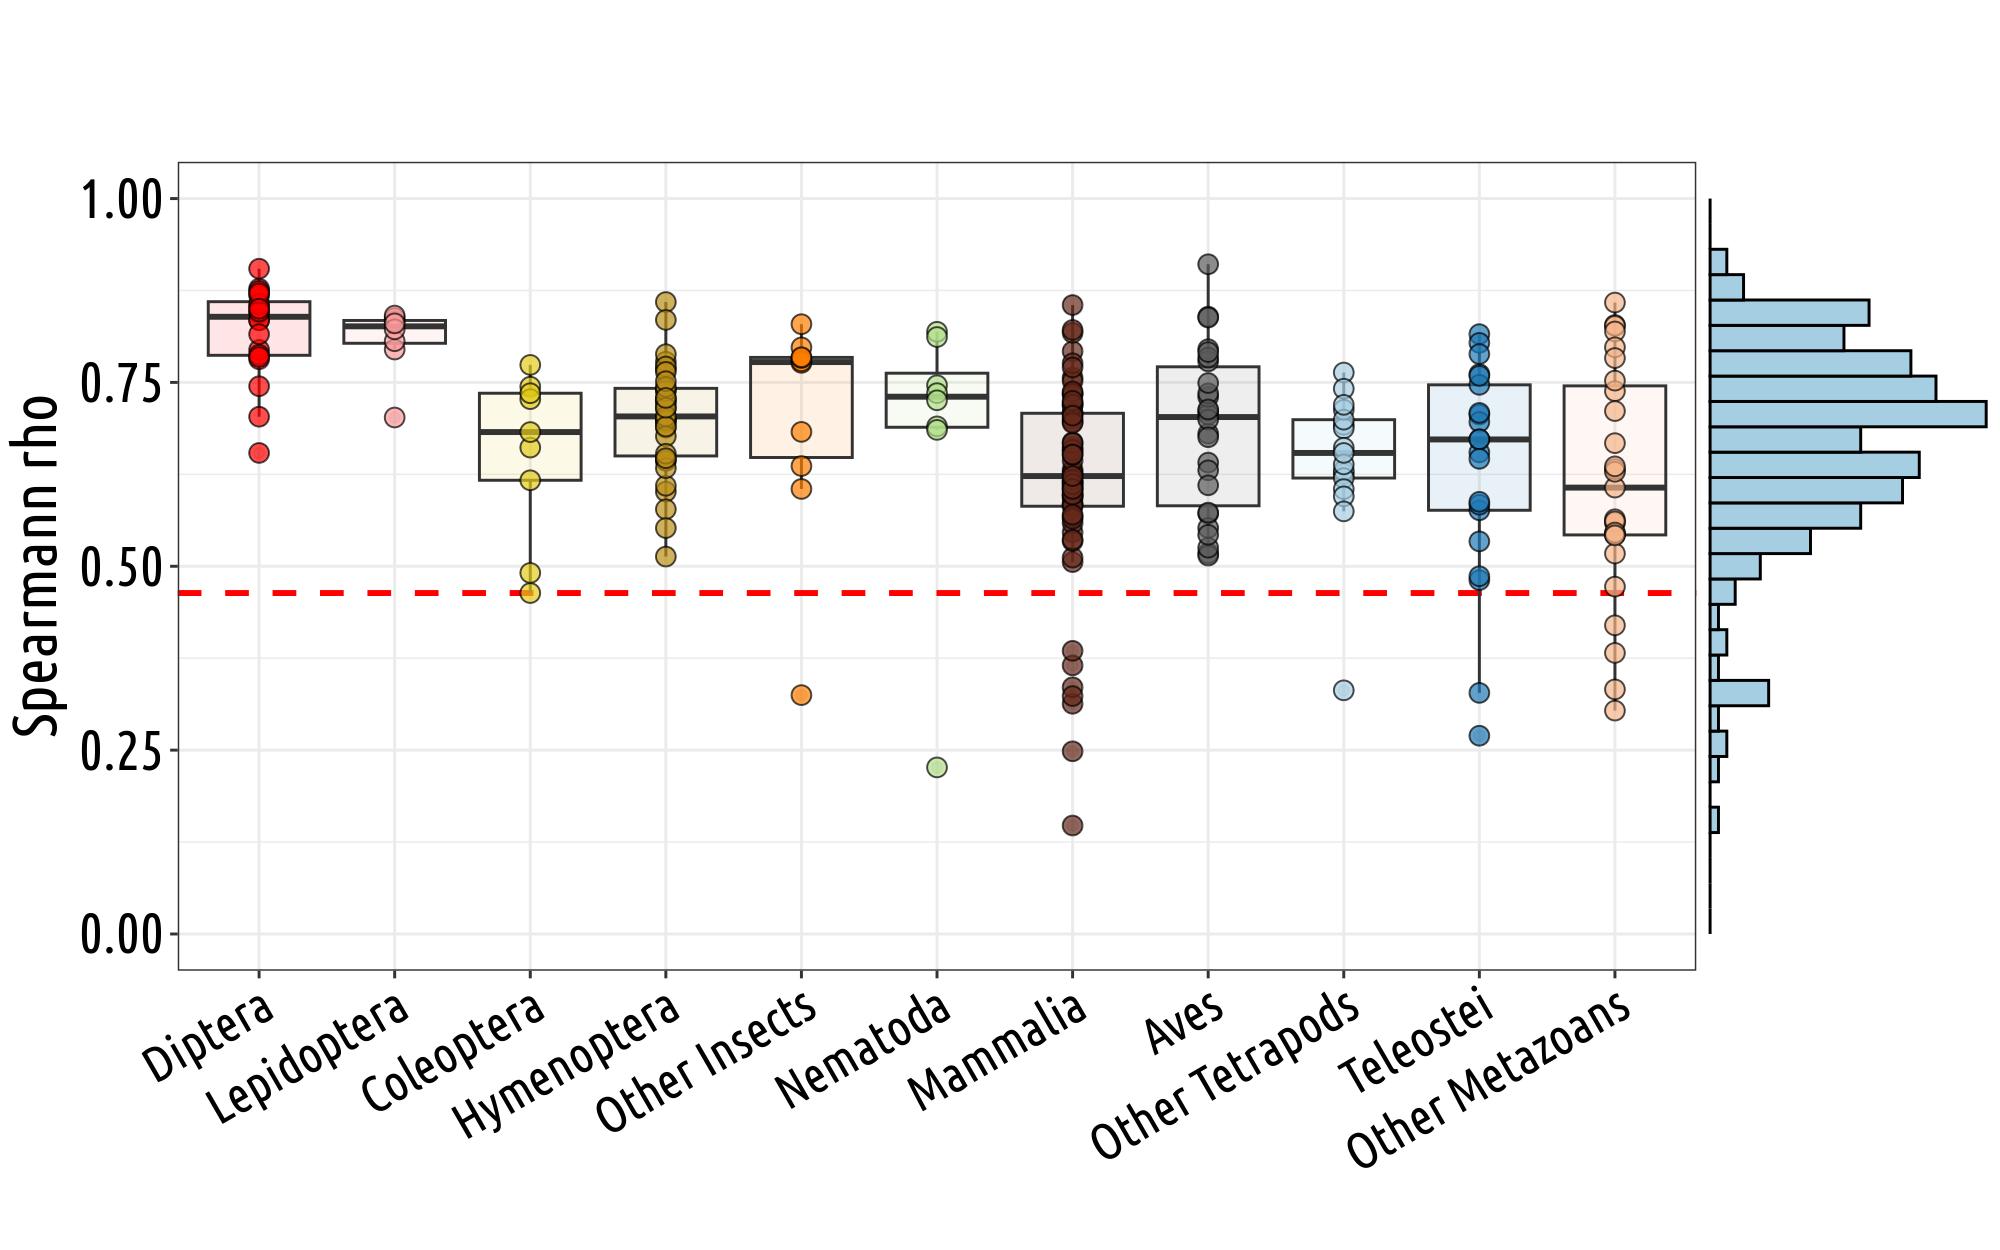 Spearmann rho
1.00
0.75
0.50
0.25
0.00
Diptera
Lepidoptera
Coleoptera
Hymenoptera
Other Insects
Nematoda
Mammalia
Aves
Other Tetrapods
Teleostei
Other Metazoans